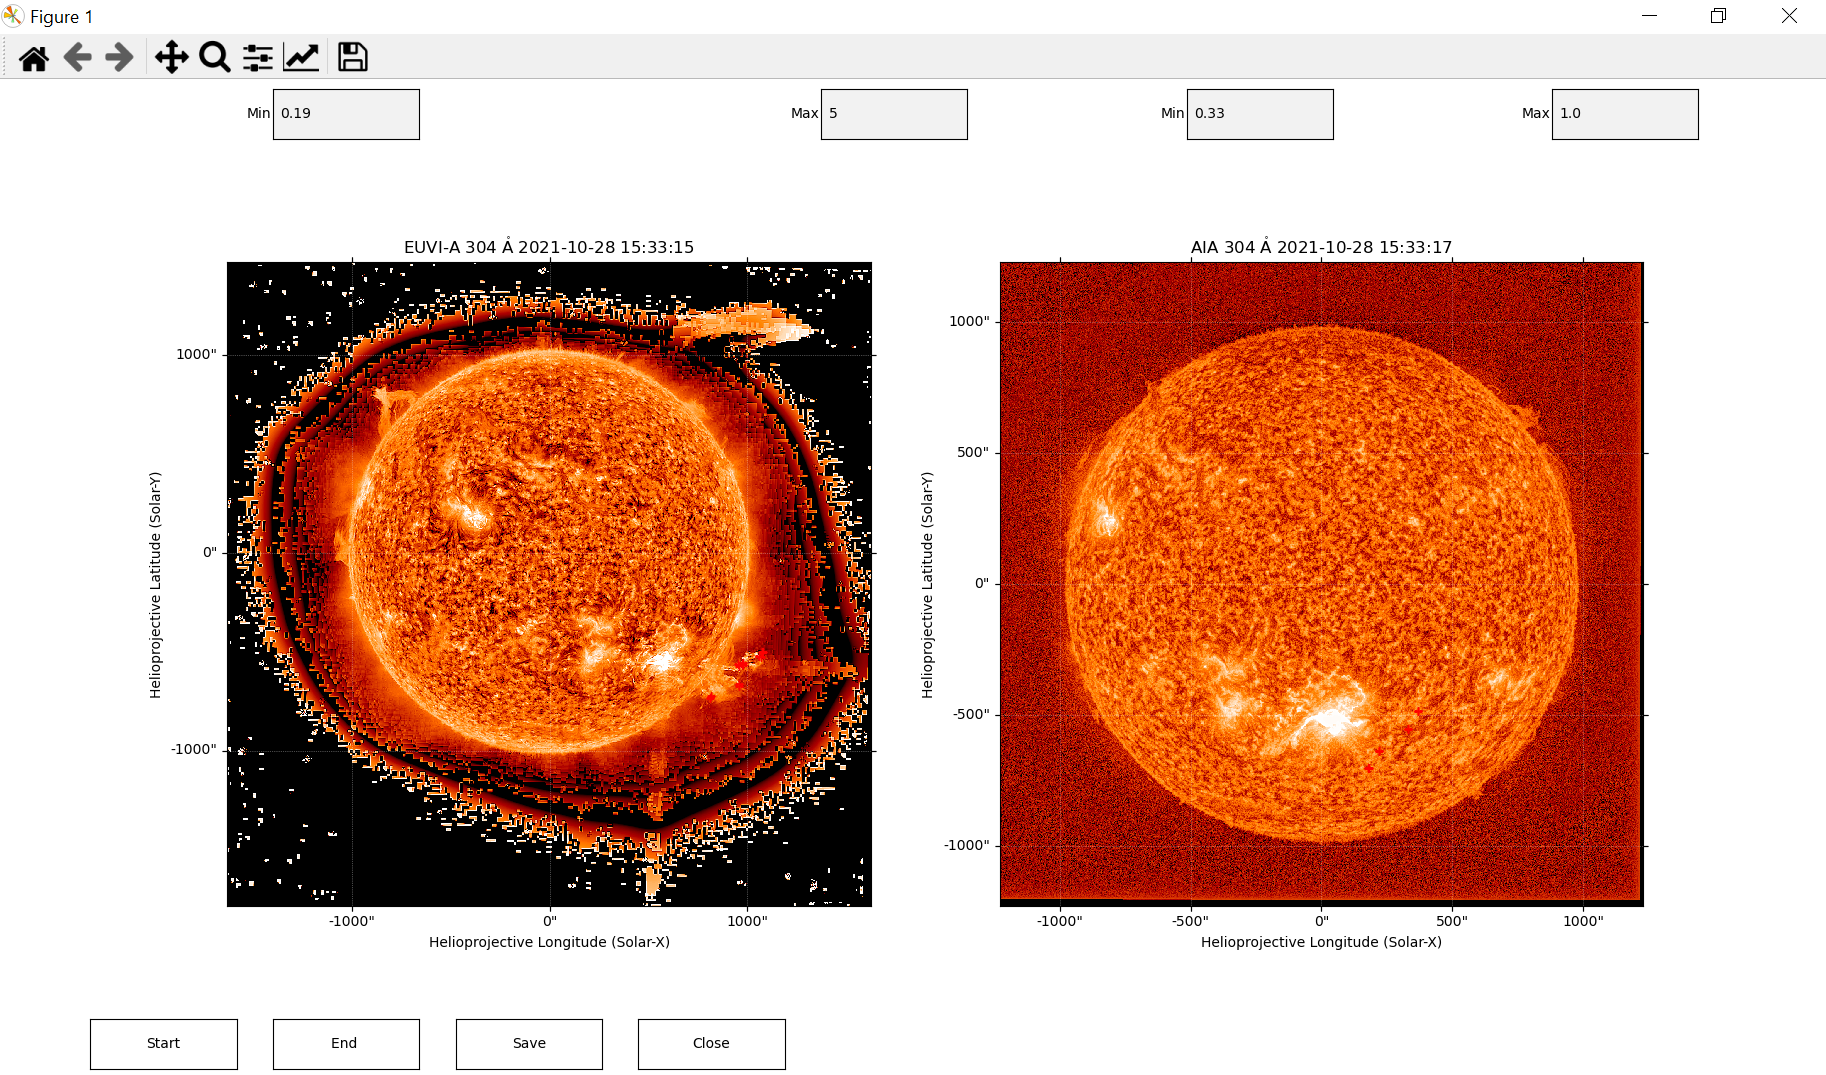 Figure 1
Min 0.19 Max 5 Min 0.33 Max 1.0
EUVI-A 304 Å 2021-10-28 15:33:15
1000"
0"
-1000"
Helioprojective Latitude (Solar-Y)
-1000" 0" 1000"
Helioprojective Longitude (Solar-X)
AIA 304 Å 2021-10-28 15:33:17
1000"
500"
0"
-500"
-1000"
Helioprojective Latitude (Solar-Y)
-1000" -500" 0" 500" 1000"
Helioprojective Longitude (Solar-X)
Start End Save Close